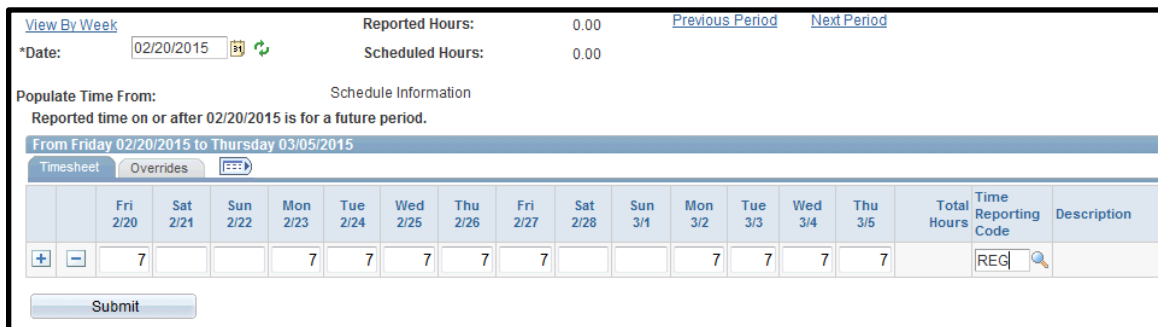 View By Week Reported Hours: 0.00 Previous Period Next Period
*Date: 02/20/2015 31 Scheduled Hours: 0.00
Populate Time From: Schedule Information
Reported time on or after 02/20/2015 is for a future period.
From Friday 02/20/2015 to Thursday 03/05/2015
Timesheet Overrides
Fri 2/20 Sat 2/21 Sun 2/22 Mon 2/23 Tue 2/24 Wed 2/25 Thu 2/26 Fri 2/27 Sat 2/28 Sun 3/1 Mon 3/2 Tue 3/3 Wed 3/4 Thu 3/5 Total Hours Time Reporting Code Description
+ − 7 7 7 7 7 7 7 7 7 7 REG
Submit